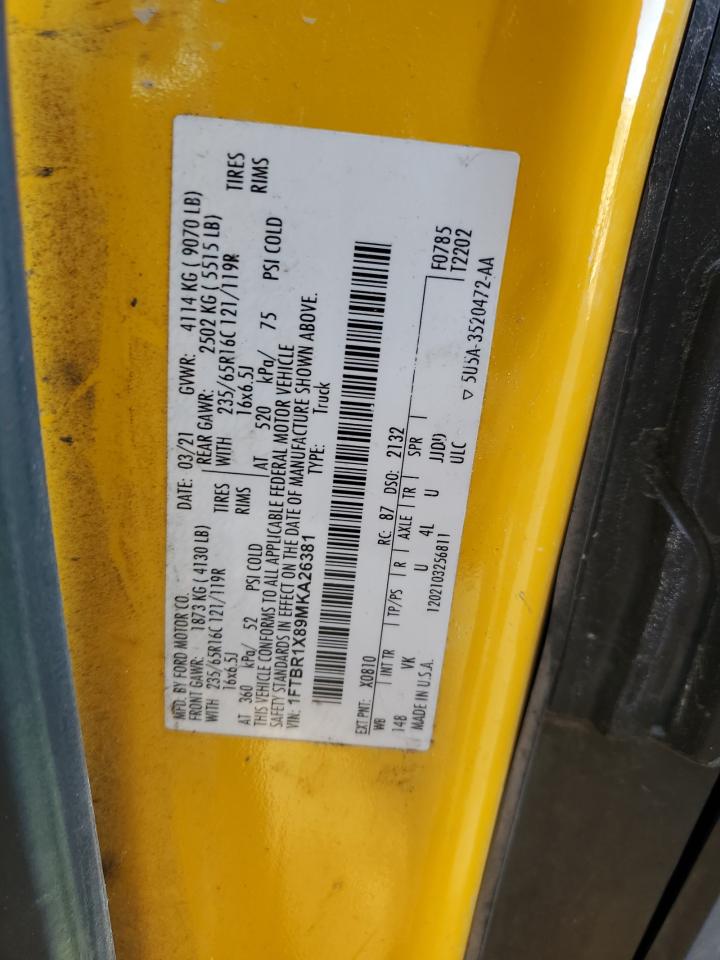 MFD. BY FORD MOTOR CO. DATE: 03/21 GVWR: 4114 KG ( 9070 LB)
FRONT GAWR: 1873 KG ( 4130 LB) REAR GAWR: 2502 KG ( 5515 LB)
WITH 235/65R16C 121/119R TIRES WITH 235/65R16C 121/119R TIRES
16x6.5J RIMS 16x6.5J RIMS
AT 360 kPa/ 52 PSI COLD AT 520 kPa/ 75 PSI COLD
THIS VEHICLE CONFORMS TO ALL APPLICABLE FEDERAL MOTOR VEHICLE
SAFETY STANDARDS IN EFFECT ON THE DATE OF MANUFACTURE SHOWN ABOVE.
VIN: 1FTBR1X89MKA26381 TYPE: Truck
EXT PNT: X0810 RC: 87 DSO: 2132
WB INT TR TP/PS R AXLE TR SPR F0785
148 VK U 4L U JJDD T2202
MADE IN U.S.A. 1202103256811 ULC
▽ 5U5A-3520472-AA